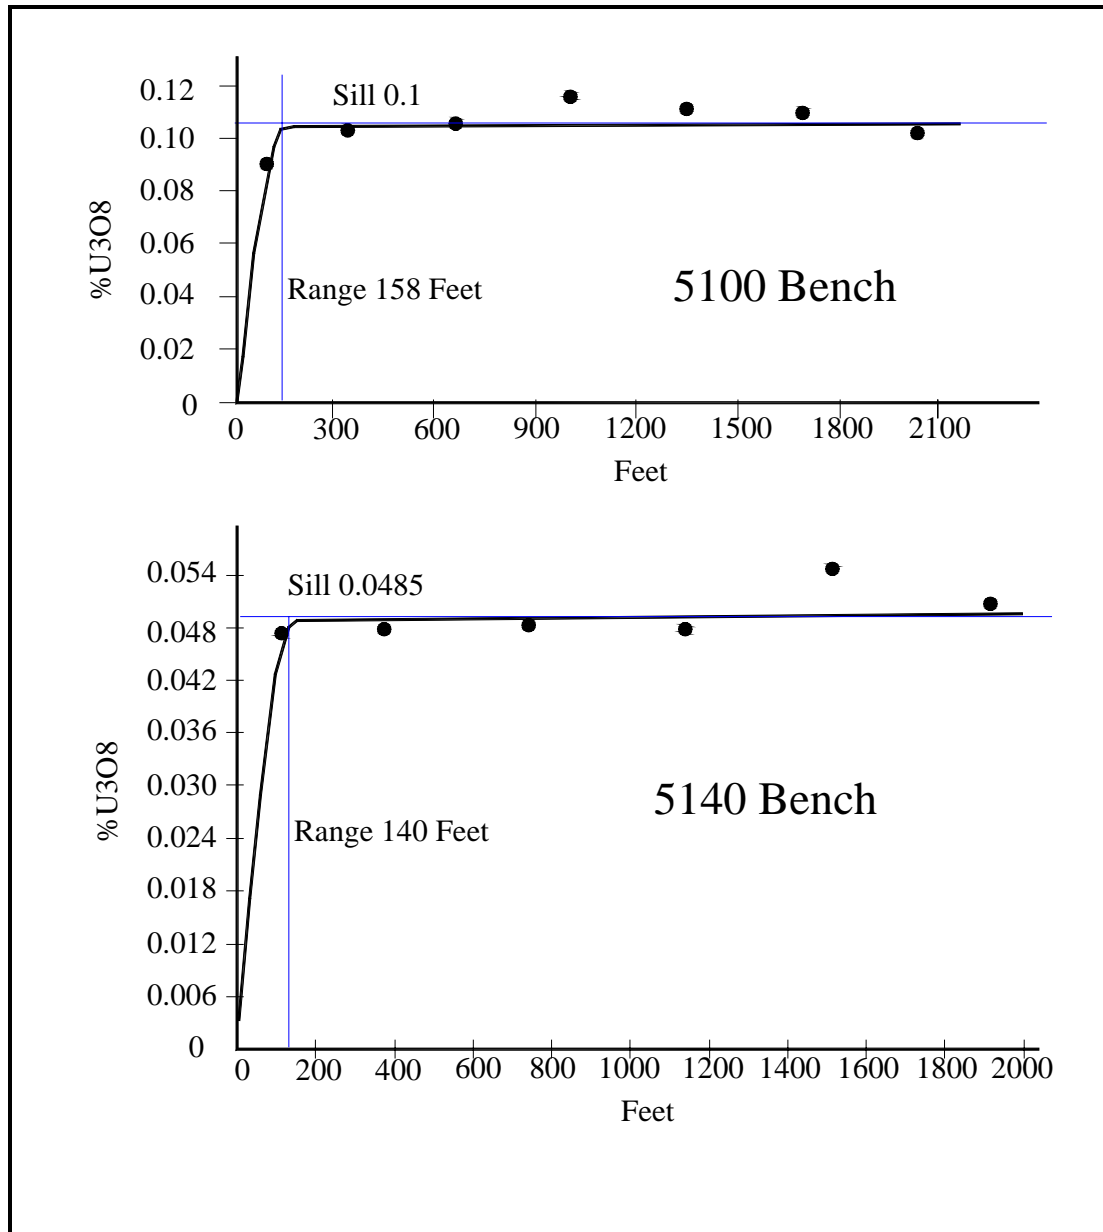 0.12
Sill 0.1
0.10
0.08
%U3O8
0.06
Range 158 Feet
5100 Bench
0.04
0.02
0
0 300 600 900 1200 1500 1800 2100
Feet
0.054
Sill 0.0485
0.048
0.042
0.036
%U3O8
0.030
5140 Bench
Range 140 Feet
0.024
0.018
0.012
0.006
0
0 200 400 600 800 1000 1200 1400 1600 1800 2000
Feet